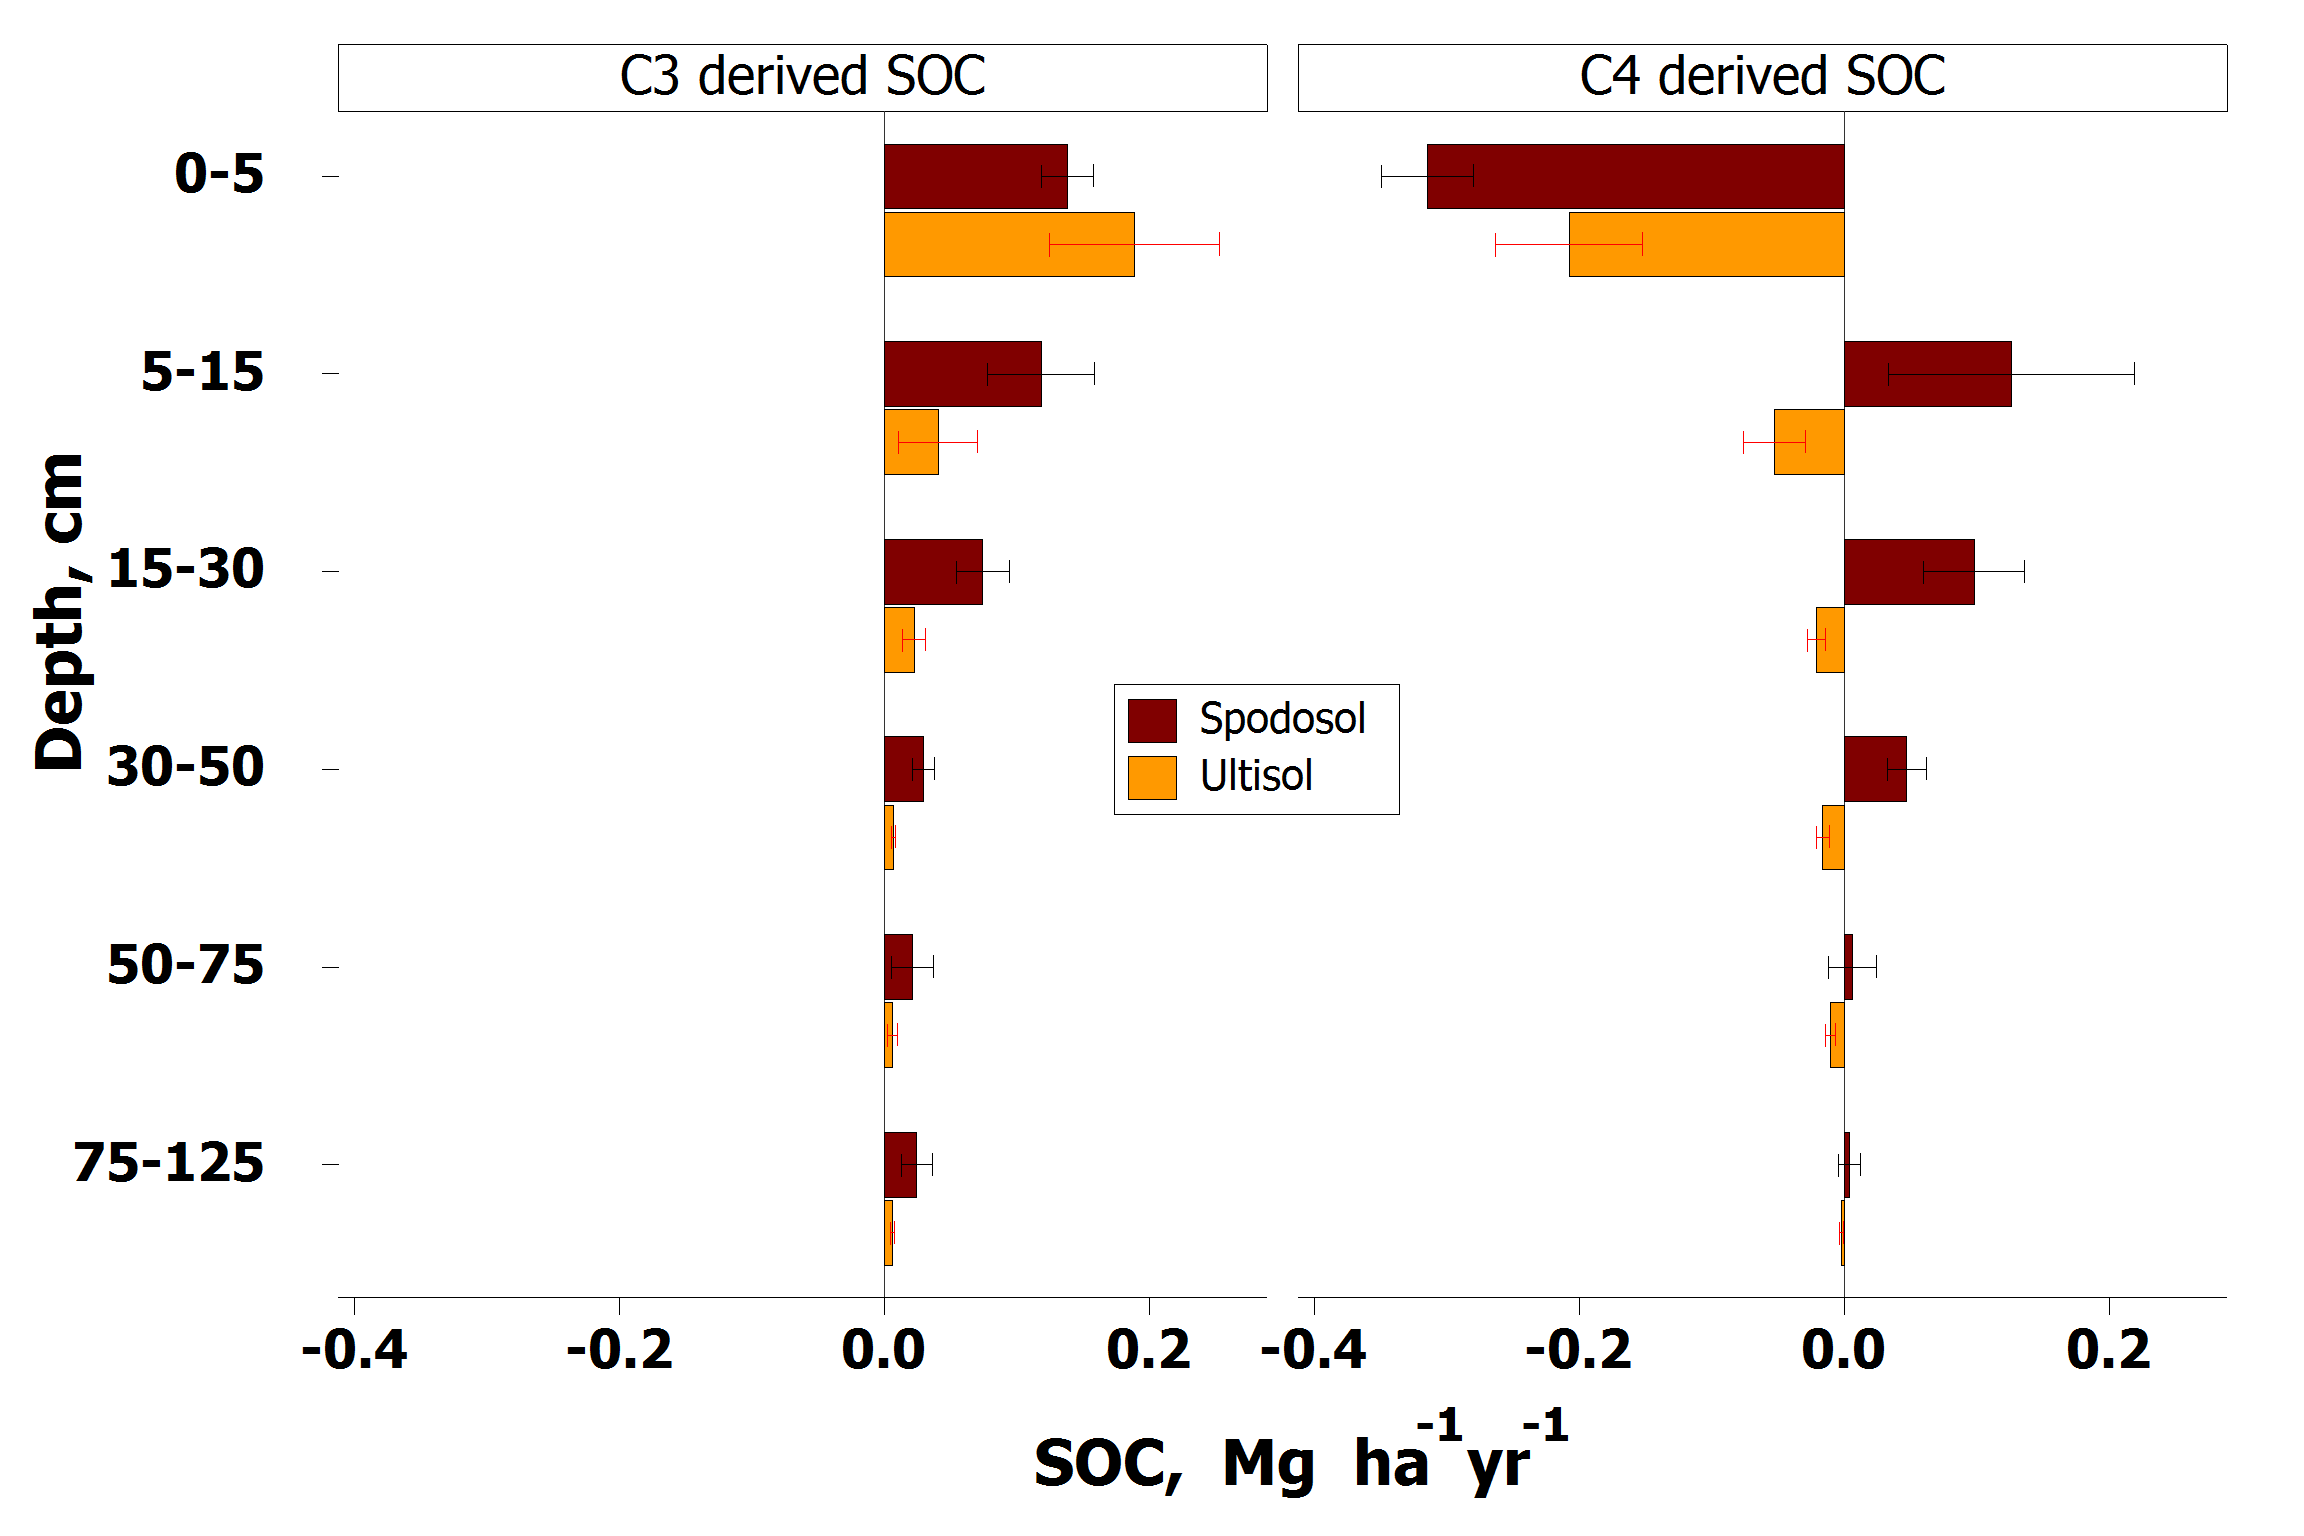 C3 derived SOC
C4 derived SOC
Depth, cm
0-5
5-15
15-30
30-50
50-75
75-125
Spodosol
Ultisol
-0.4 -0.2 0.0 0.2
-0.4 -0.2 0.0 0.2
SOC, Mg ha-1yr-1